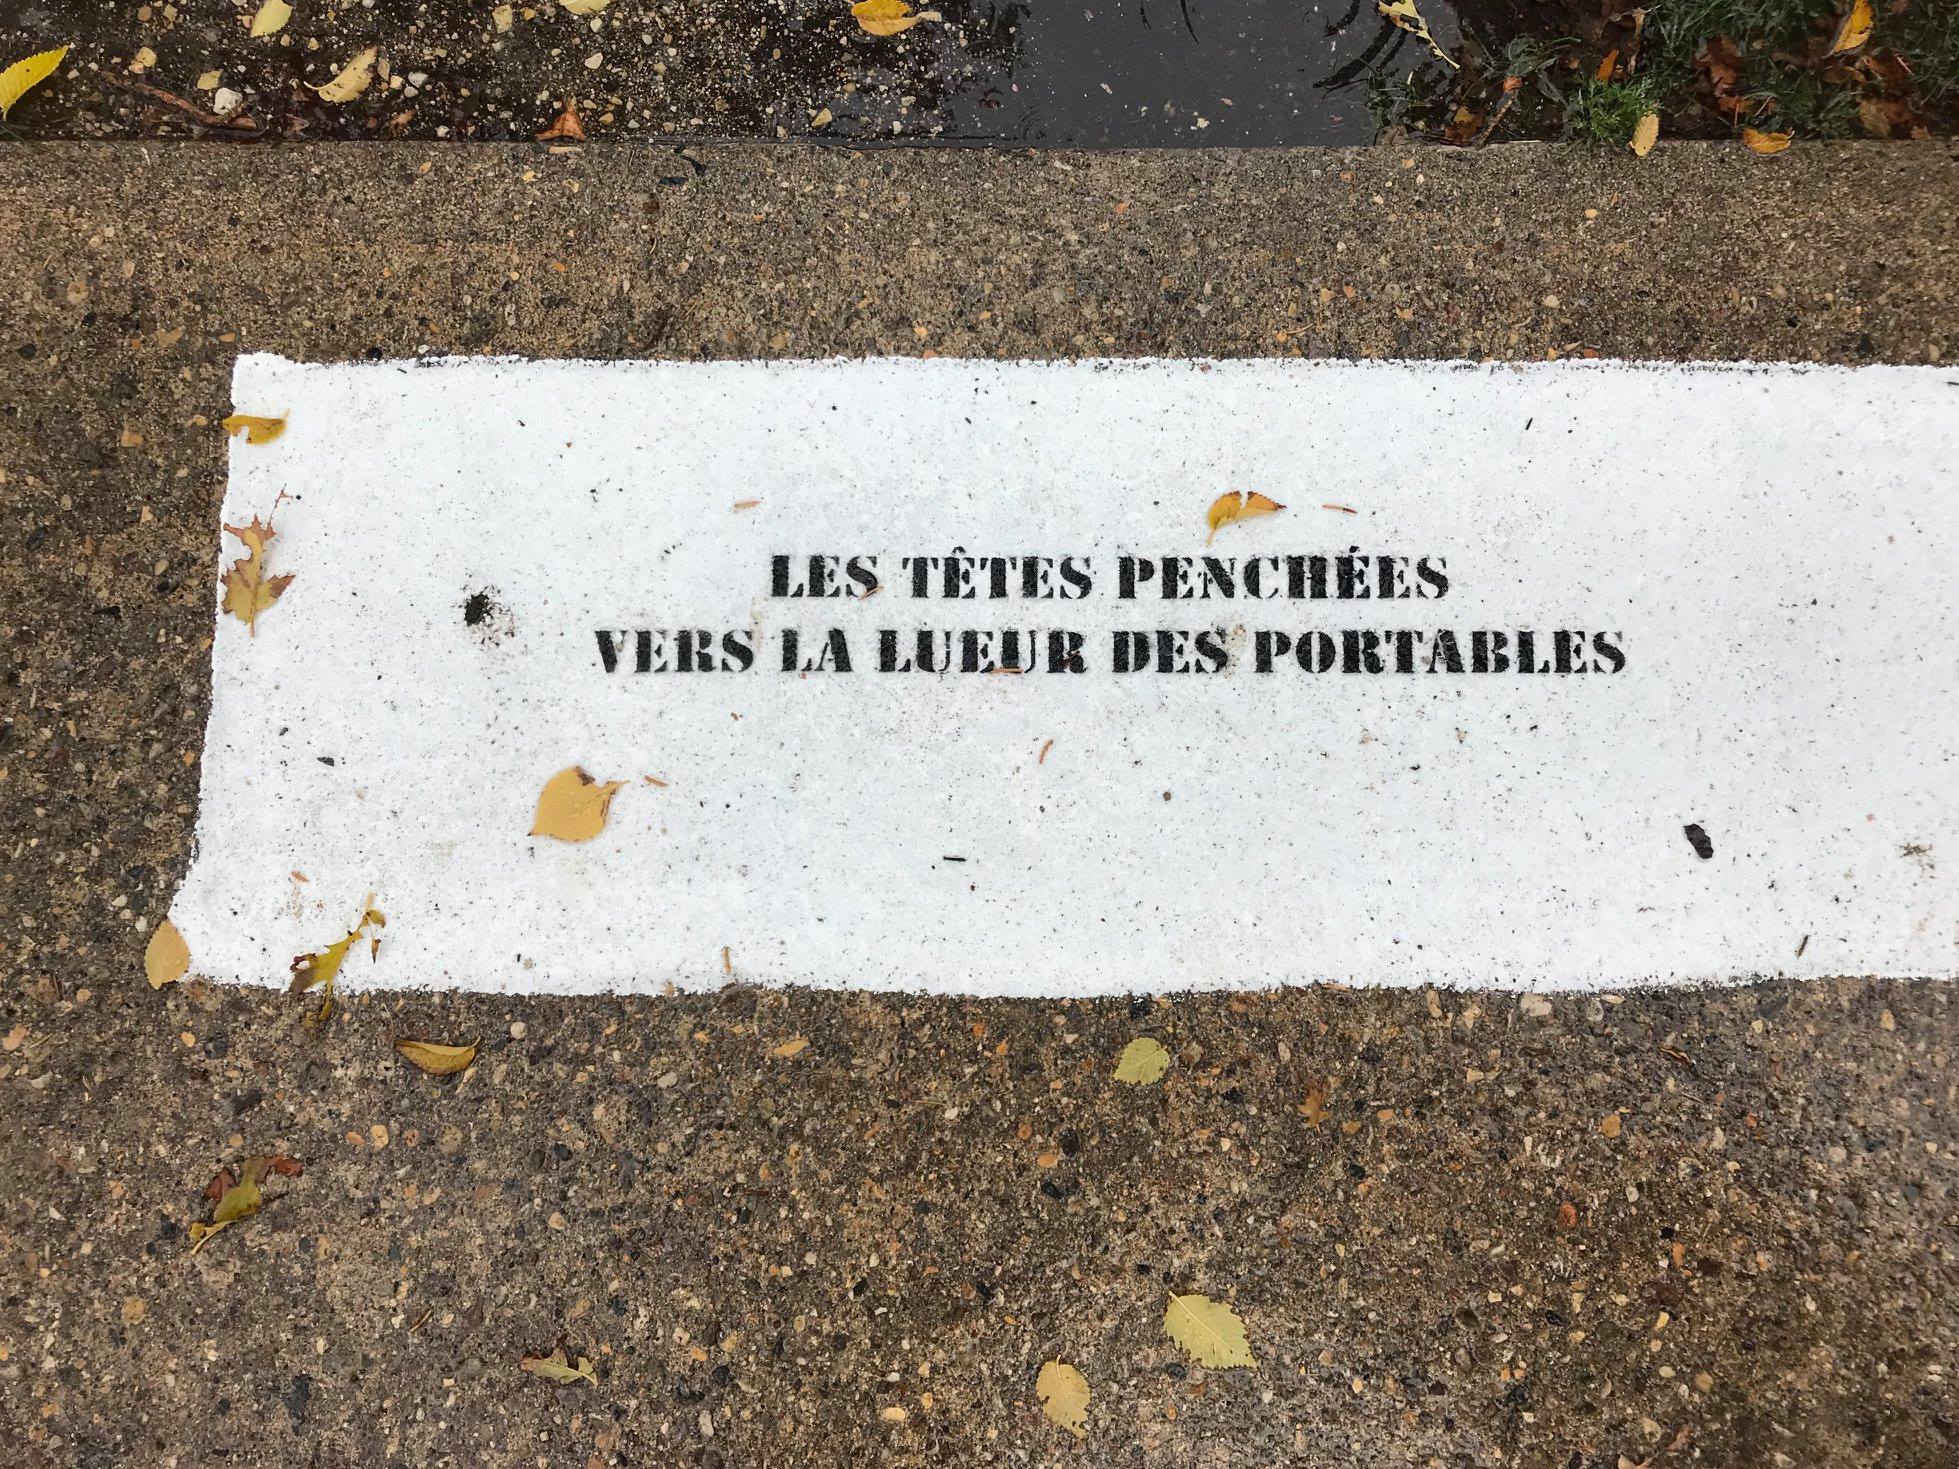 LES TÊTES PENCHÉES
VERS LA LUEUR DES PORTABLES